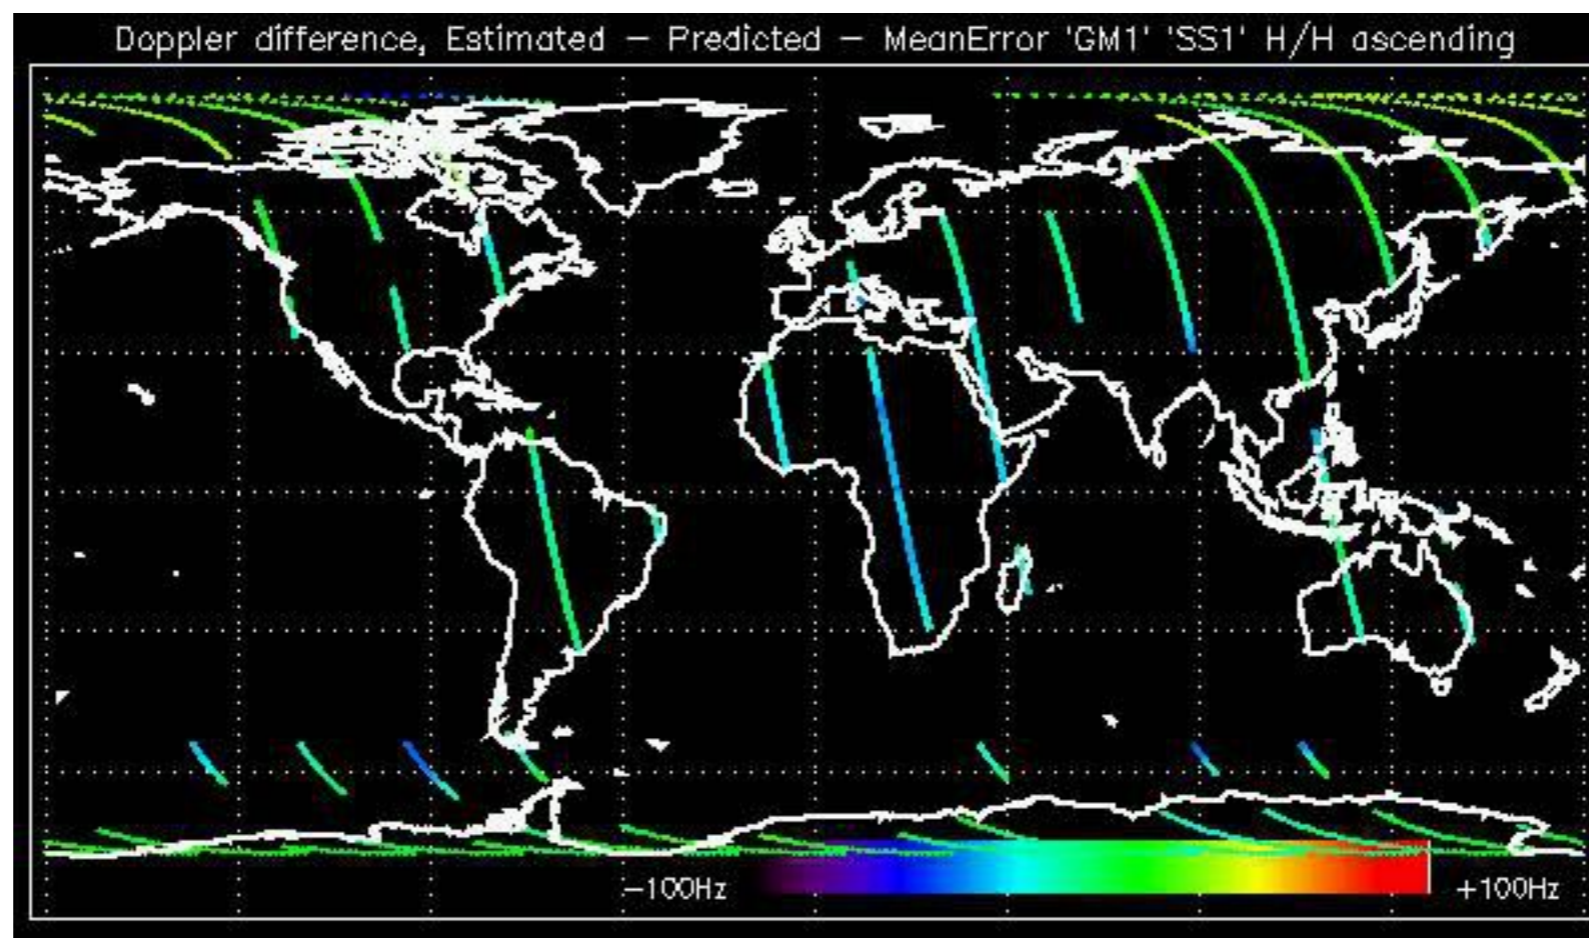 Doppler difference, Estimated – Predicted – MeanError 'GM1' 'SS1' H/H ascending
–100Hz
+100Hz